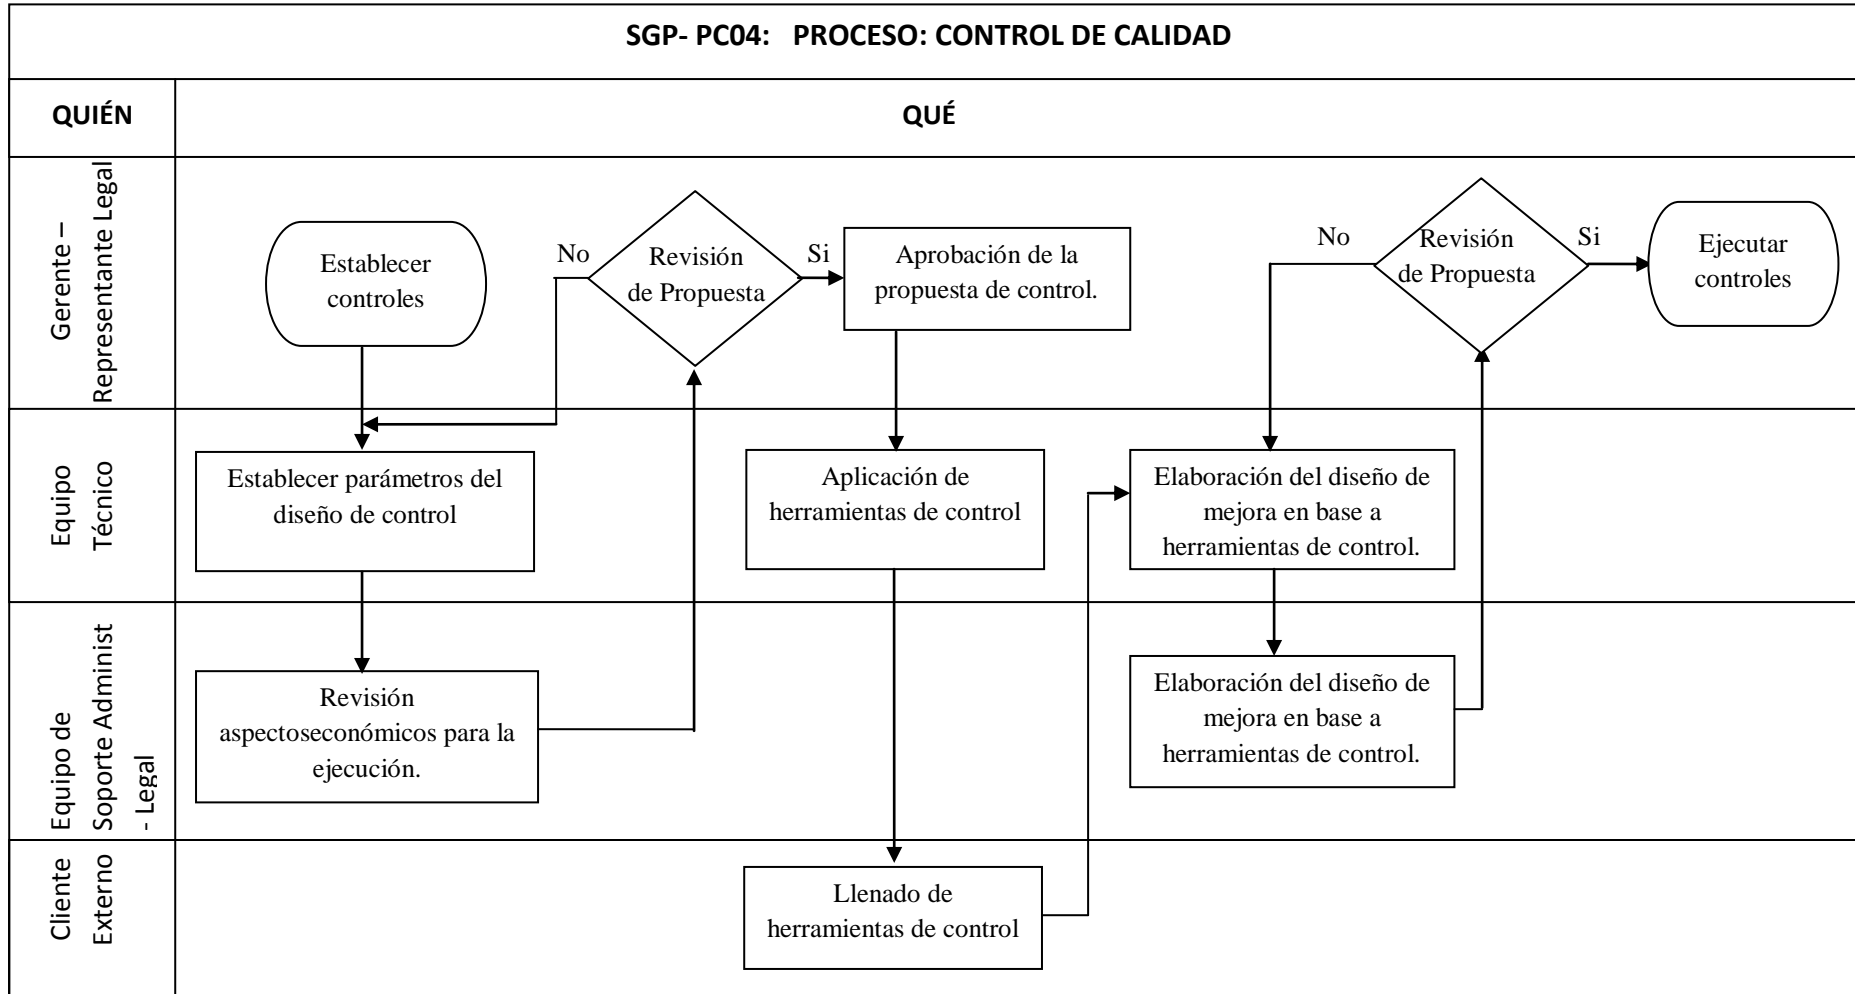 SGP- PC04: PROCESO: CONTROL DE CALIDAD
QUIÉN
QUÉ
Gerente –
Representante Legal
Establecer
controles
No
Revisión
de Propuesta
Si
Aprobación de la
propuesta de control.
No
Revisión
de Propuesta
Si
Ejecutar
controles
Equipo
Técnico
Establecer parámetros del
diseño de control
Aplicación de
herramientas de control
Elaboración del diseño de
mejora en base a
herramientas de control.
Equipo de
Soporte Administ
- Legal
Revisión
aspectoseconómicos para la
ejecución.
Elaboración del diseño de
mejora en base a
herramientas de control.
Cliente
Externo
Llenado de
herramientas de control